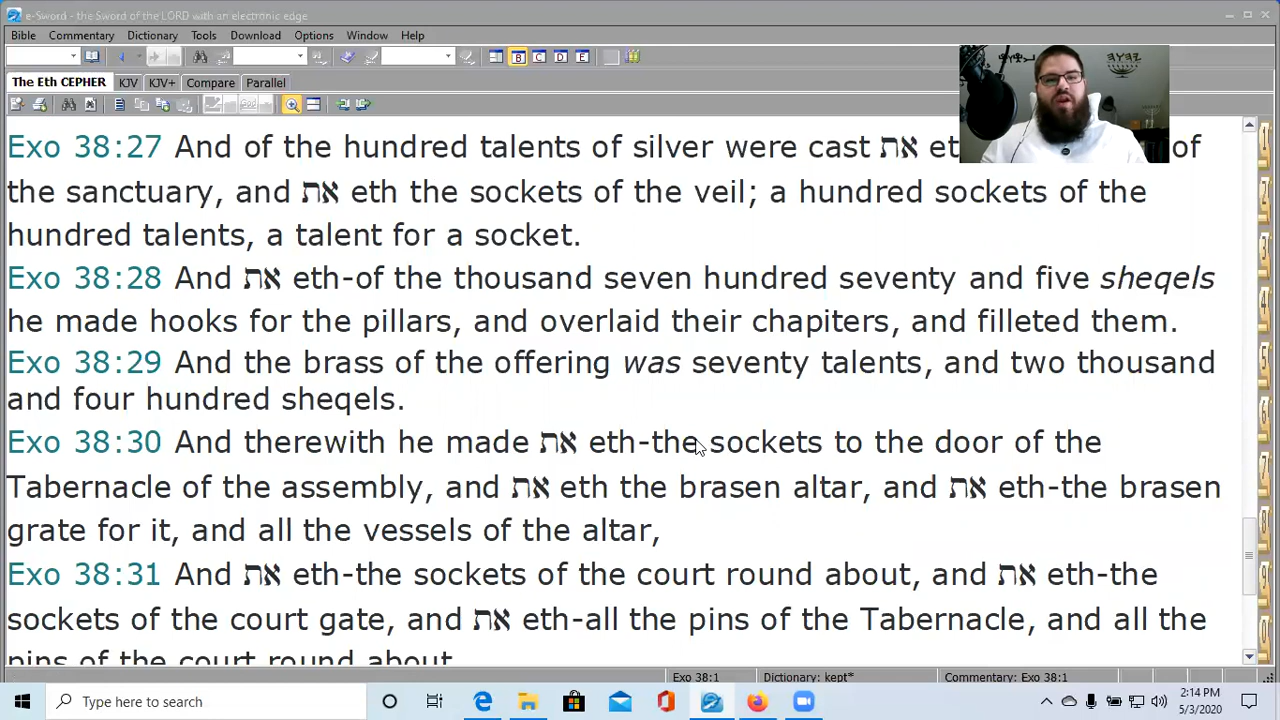 e-Sword - the Sword of the LORD with an electronic edge
Bible Commentary Dictionary Tools Download Options Window Help
B C D E
The Eth CEPHER KJV KJV+ Compare Parallel
Exo 38:27 And of the hundred talents of silver were cast את et of
the sanctuary, and את eth the sockets of the veil; a hundred sockets of the
hundred talents, a talent for a socket.
Exo 38:28 And את eth-of the thousand seven hundred seventy and five sheqels
he made hooks for the pillars, and overlaid their chapiters, and filleted them.
Exo 38:29 And the brass of the offering was seventy talents, and two thousand
and four hundred sheqels.
Exo 38:30 And therewith he made את eth-the sockets to the door of the
Tabernacle of the assembly, and את eth the brasen altar, and את eth-the brasen
grate for it, and all the vessels of the altar,
Exo 38:31 And את eth-the sockets of the court round about, and את eth-the
sockets of the court gate, and את eth-all the pins of the Tabernacle, and all the
pins of the court round about
Exo 38:1 Dictionary: kept* Commentary: Exo 38:1
Type here to search
2:14 PM
5/3/2020